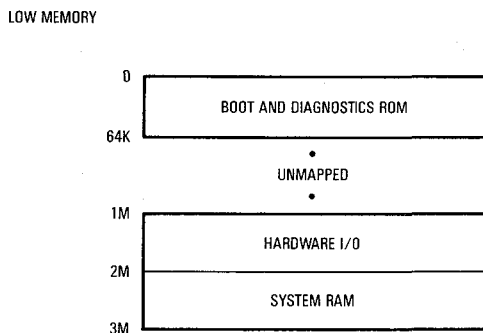 LOW MEMORY
0
BOOT AND DIAGNOSTICS ROM
64K
•
UNMAPPED
•
1M
HARDWARE I/O
2M
SYSTEM RAM
3M